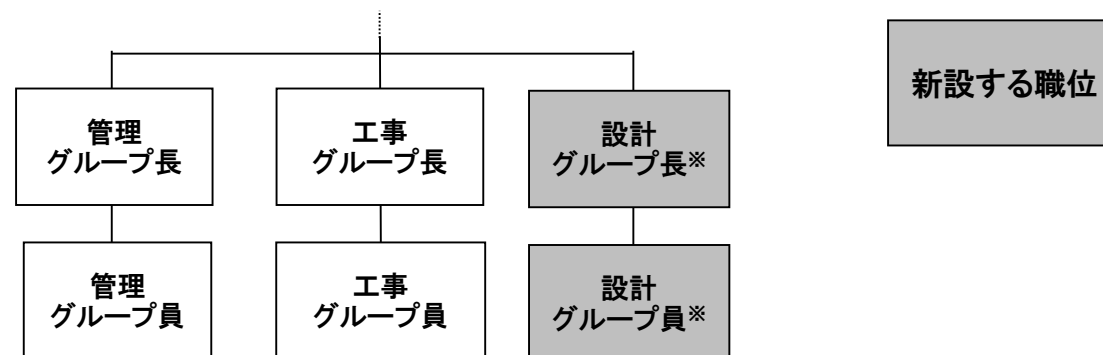 管理
グループ長
工事
グループ長
設計
グループ長※
新設する職位
管理
グループ員
工事
グループ員
設計
グループ員※